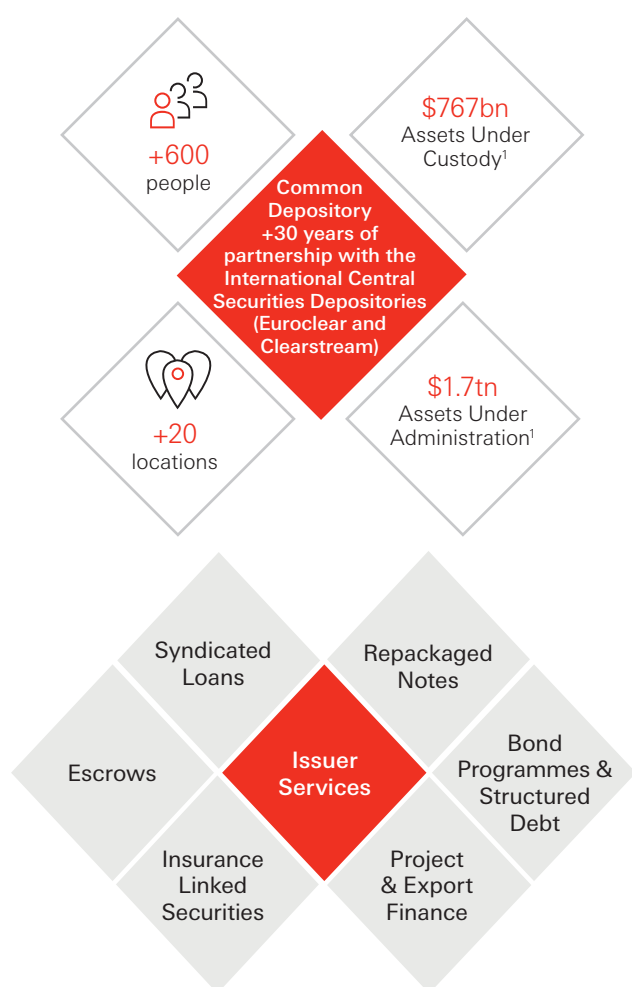 +600
people
$767bn
Assets Under
Custody¹
Common
Depository
+30 years of
partnership with the
International Central
Securities Depositories
(Euroclear and
Clearstream)
+20
locations
$1.7tn
Assets Under
Administration¹
Syndicated
Loans
Repackaged
Notes
Escrows
Issuer
Services
Bond
Programmes &
Structured
Debt
Insurance
Linked
Securities
Project
& Export
Finance